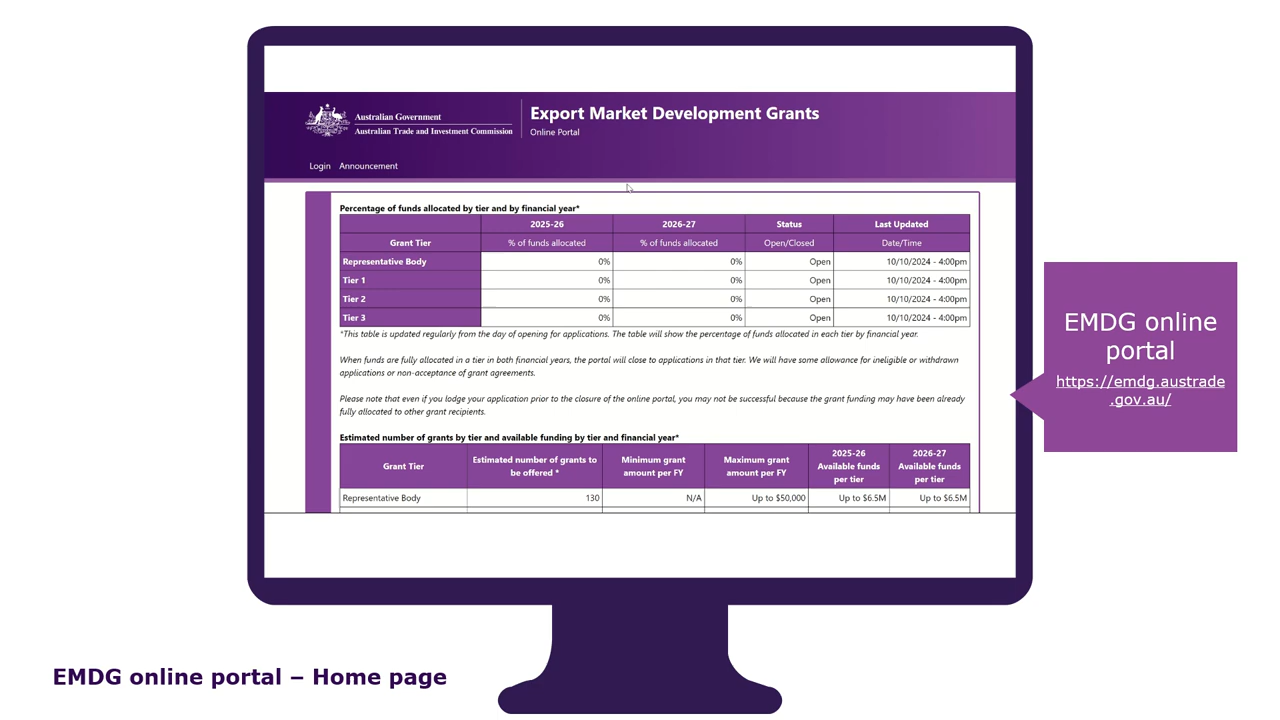 Australian Government
Australian Trade and Investment Commission
Export Market Development Grants
Online Portal
Login Announcement
Percentage of funds allocated by tier and by financial year*
2025-26 2026-27 Status Last Updated
Grant Tier % of funds allocated % of funds allocated Open/Closed Date/Time
Representative Body 0% 0% Open 10/10/2024 - 4:00pm
Tier 1 0% 0% Open 10/10/2024 - 4:00pm
Tier 2 0% 0% Open 10/10/2024 - 4:00pm
Tier 3 0% 0% Open 10/10/2024 - 4:00pm
*This table is updated regularly from the day of opening for applications. The table will show the percentage of funds allocated in each tier by financial year.
When funds are fully allocated in a tier in both financial years, the portal will close to applications in that tier. We will have some allowance for ineligible or withdrawn
applications or non-acceptance of grant agreements.
Please note that even if you lodge your application prior to the closure of the online portal, you may not be successful because the grant funding may have been already
fully allocated to other grant recipients.
Estimated number of grants by tier and available funding by tier and financial year*
Grant Tier Estimated number of grants to be offered * Minimum grant amount per FY Maximum grant amount per FY 2025-26 Available funds per tier 2026-27 Available funds per tier
Representative Body 130 N/A Up to $50,000 Up to $6.5M Up to $6.5M
EMDG online
portal
https://emdg.austrade
.gov.au/
EMDG online portal – Home page